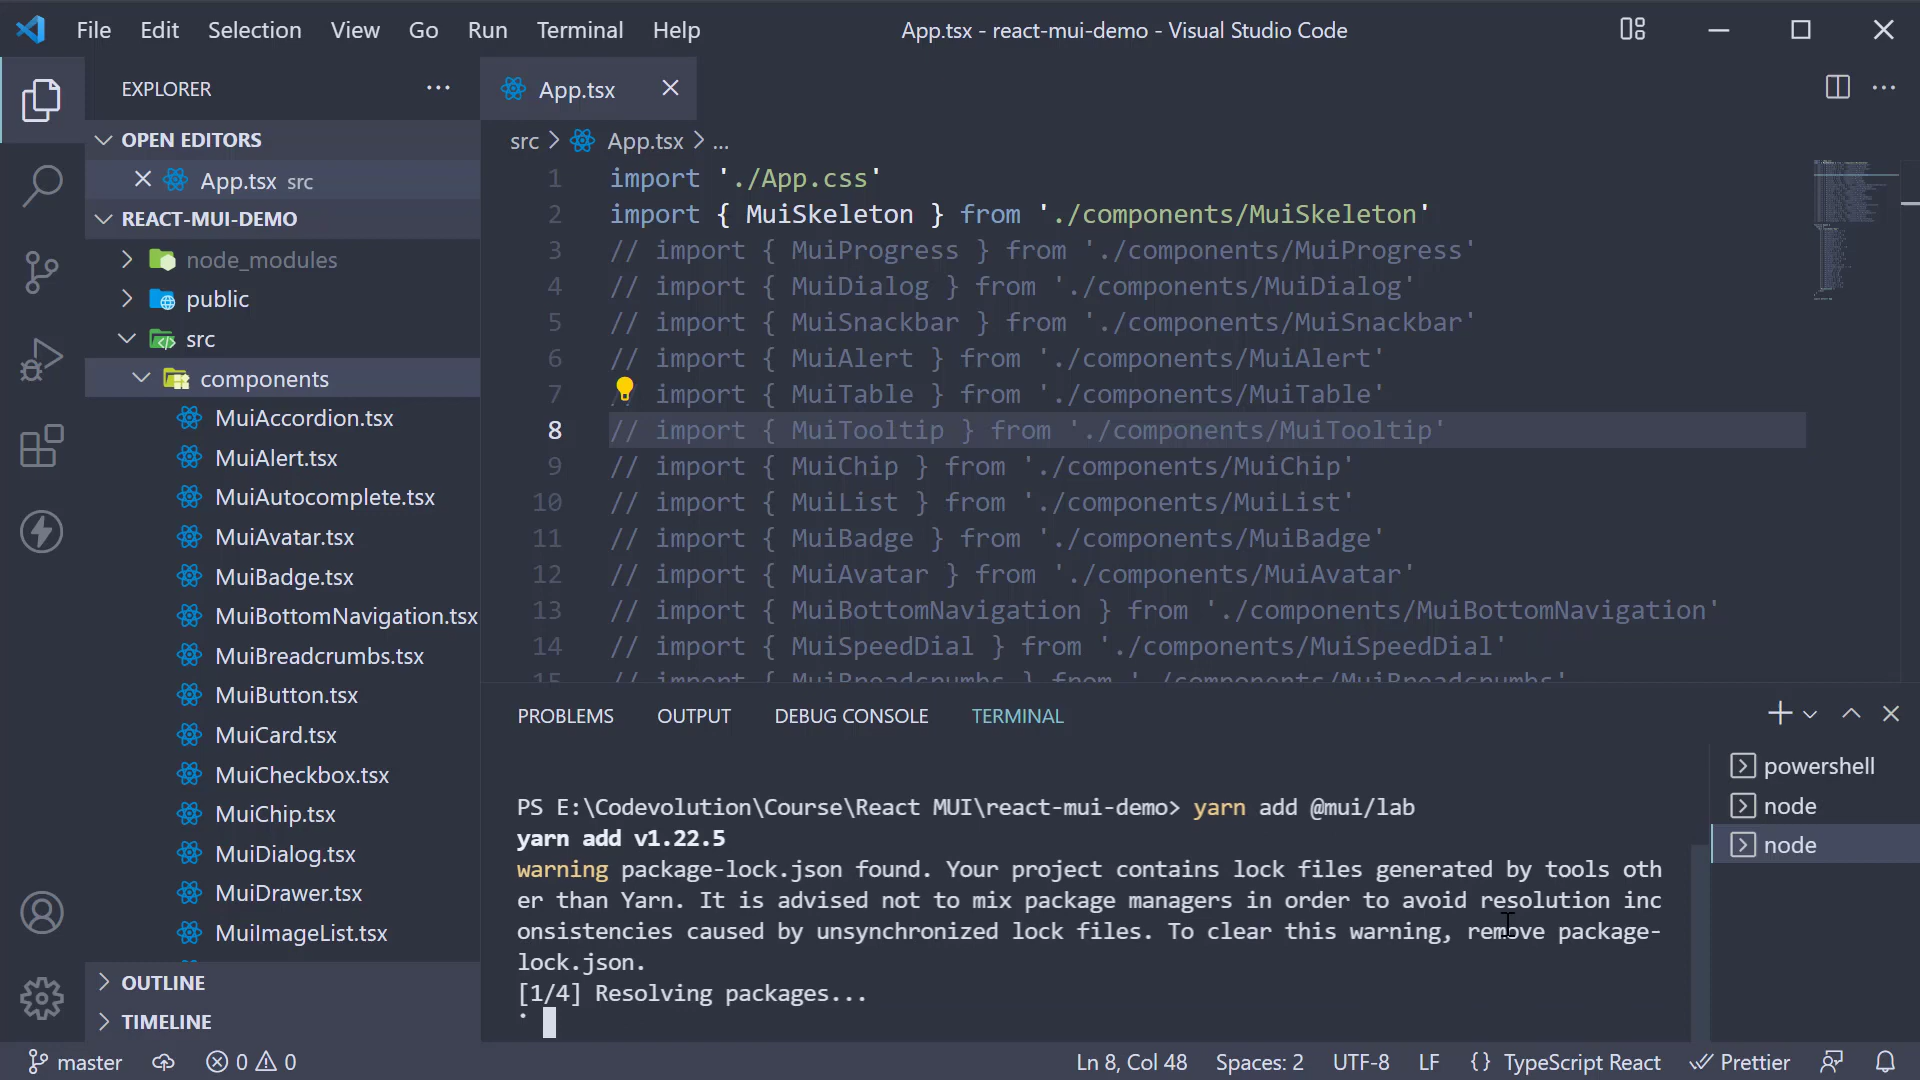 File Edit Selection View Go Run Terminal Help
App.tsx - react-mui-demo - Visual Studio Code
EXPLORER
App.tsx
OPEN EDITORS
App.tsx src
REACT-MUI-DEMO
node_modules
public
src
components
MuiAccordion.tsx
MuiAlert.tsx
MuiAutocomplete.tsx
MuiAvatar.tsx
MuiBadge.tsx
MuiBottomNavigation.tsx
MuiBreadcrumbs.tsx
MuiButton.tsx
MuiCard.tsx
MuiCheckbox.tsx
MuiChip.tsx
MuiDialog.tsx
MuiDrawer.tsx
MuiImageList.tsx
OUTLINE
TIMELINE
src > App.tsx > ...
1 import './App.css'
2 import { MuiSkeleton } from './components/MuiSkeleton'
3 // import { MuiProgress } from './components/MuiProgress'
4 // import { MuiDialog } from './components/MuiDialog'
5 // import { MuiSnackbar } from './components/MuiSnackbar'
6 // import { MuiAlert } from './components/MuiAlert'
7 // import { MuiTable } from './components/MuiTable'
8 // import { MuiTooltip } from './components/MuiTooltip'
9 // import { MuiChip } from './components/MuiChip'
10 // import { MuiList } from './components/MuiList'
11 // import { MuiBadge } from './components/MuiBadge'
12 // import { MuiAvatar } from './components/MuiAvatar'
13 // import { MuiBottomNavigation } from './components/MuiBottomNavigation'
14 // import { MuiSpeedDial } from './components/MuiSpeedDial'
15 // import { MuiBreadcrumbs } from './components/MuiBreadcrumbs'
PROBLEMS OUTPUT DEBUG CONSOLE TERMINAL
PS E:\Codevolution\Course\React MUI\react-mui-demo> yarn add @mui/lab
yarn add v1.22.5
warning package-lock.json found. Your project contains lock files generated by tools oth
er than Yarn. It is advised not to mix package managers in order to avoid resolution inc
onsistencies caused by unsynchronized lock files. To clear this warning, remove package-
lock.json.
[1/4] Resolving packages...
powershell
node
node
master 0 0 Ln 8, Col 48 Spaces: 2 UTF-8 LF {} TypeScript React Prettier